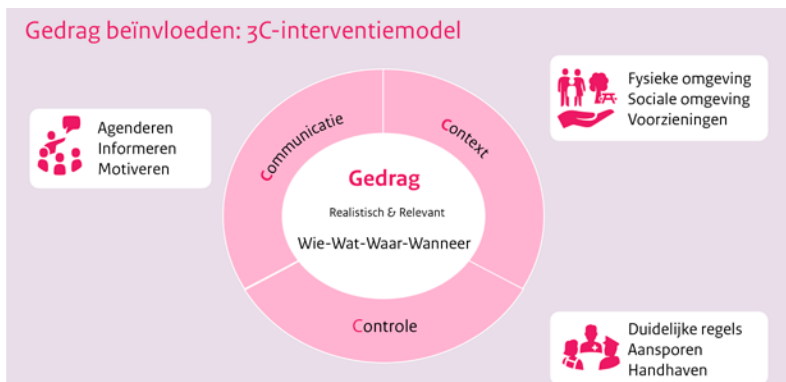 Gedrag beïnvloeden: 3C-interventiemodel
Agenderen
Informeren
Motiveren
Communicatie
Context
Fysieke omgeving
Sociale omgeving
Voorzieningen
Gedrag
Realistisch & Relevant
Wie-Wat-Waar-Wanneer
Controle
Duidelijke regels
Aansporen
Handhaven